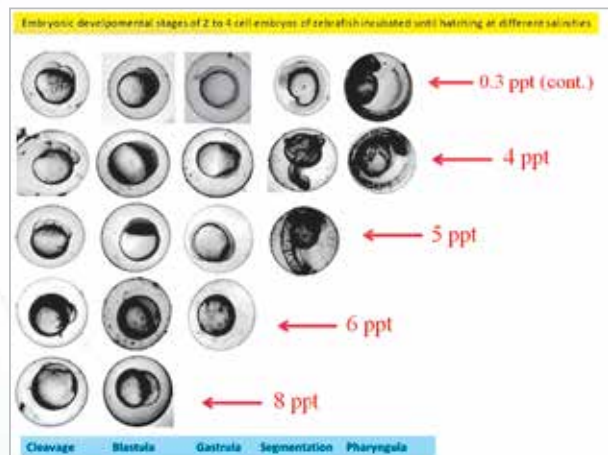 Embryonic develpomental stages of 2 to 4 cell embryos of zebrafish incubated until hatching at different salinities
0.3 ppt (cont.)
4 ppt
5 ppt
6 ppt
8 ppt
Cleavage Blastula Gastrula Segmentation Pharyngula